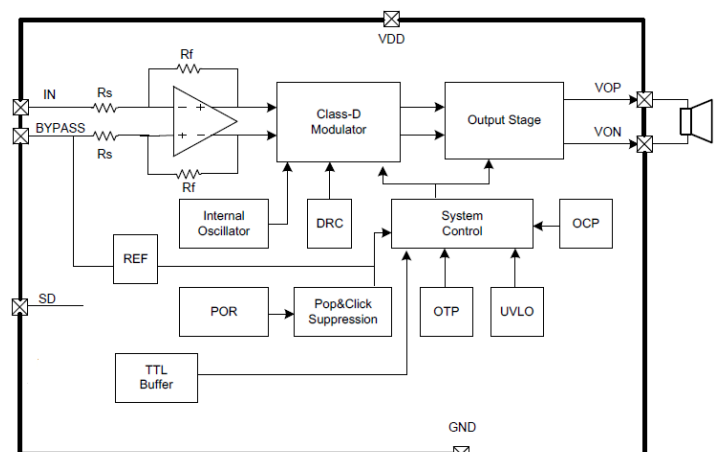 VDD
Rf
IN
Rs
VOP
- +
Class-D
Modulator
Output Stage
BYPASS
+ -
VON
Rs
Rf
Internal
Oscillator
DRC
System
Control
OCP
REF
SD
POR
Pop&Click
Suppression
OTP
UVLO
TTL
Buffer
GND